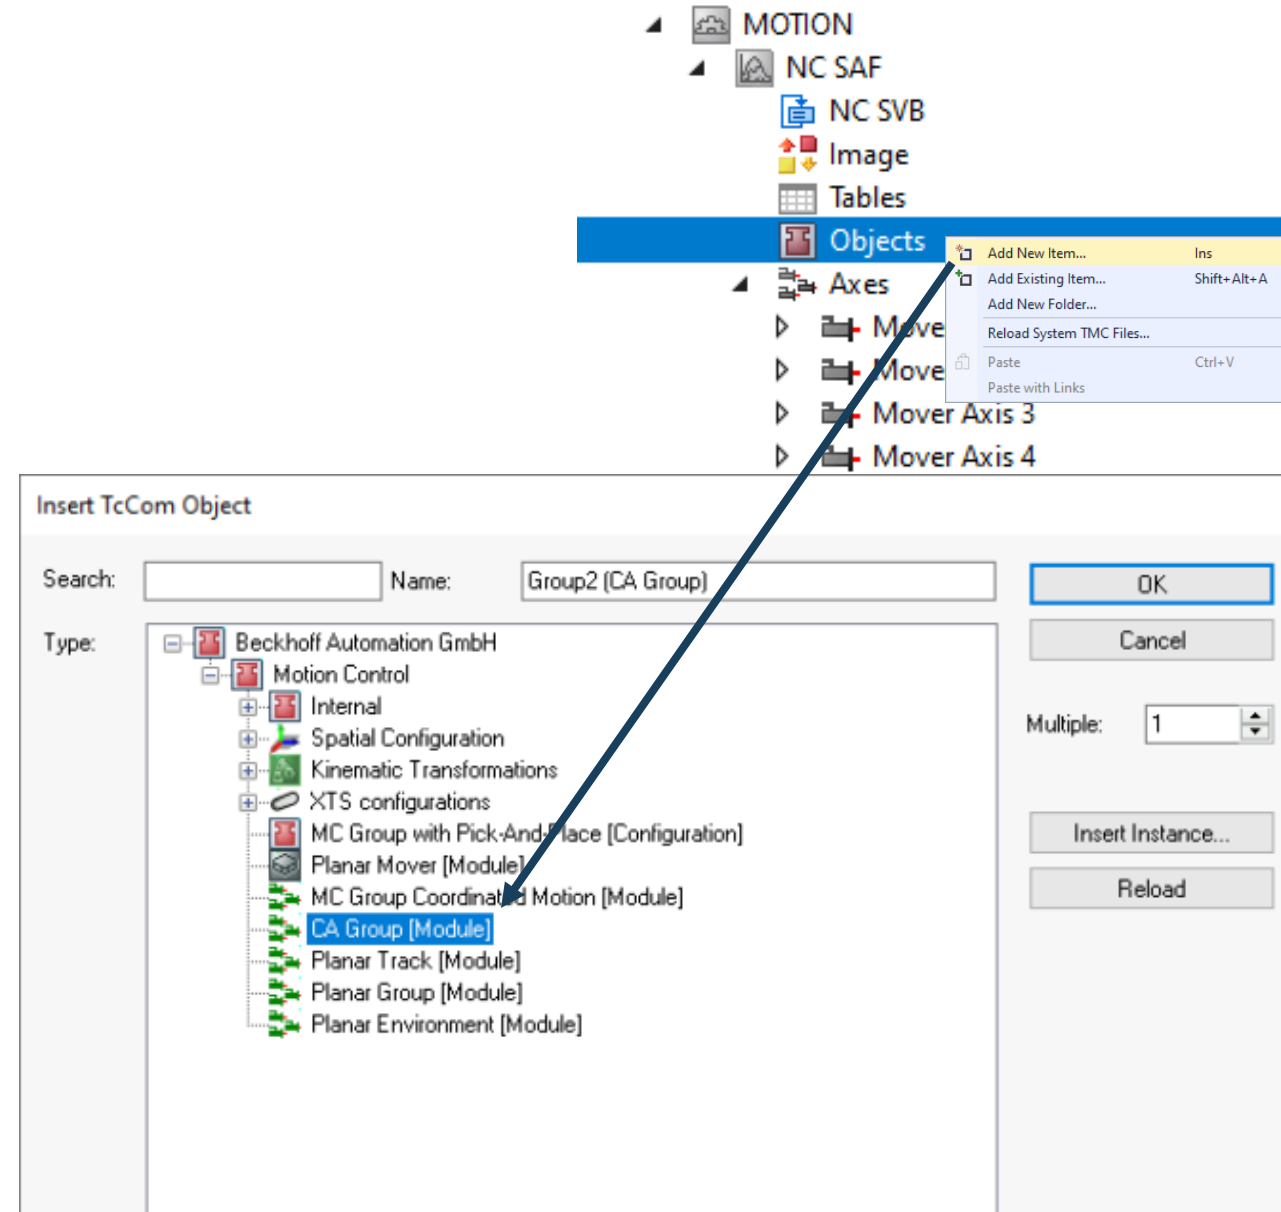 MOTION
NC SAF
NC SVB
Image
Tables
Objects
Add New Item... Ins
Add Existing Item... Shift+Alt+A
Add New Folder...
Reload System TMC Files...
Paste Ctrl+V
Paste with Links
Axes
Move
Move
Mover Axis 3
Mover Axis 4
Insert TcCom Object
Search: Name: Group2 (CA Group) OK
Type: Cancel
Beckhoff Automation GmbH
Motion Control
Internal
Multiple: 1
Spatial Configuration
Kinematic Transformations
XTS configurations
MC Group with Pick-And-Place [Configuration] Insert Instance...
Planar Mover [Module]
MC Group Coordinated Motion [Module] Reload
CA Group [Module]
Planar Track [Module]
Planar Group [Module]
Planar Environment [Module]